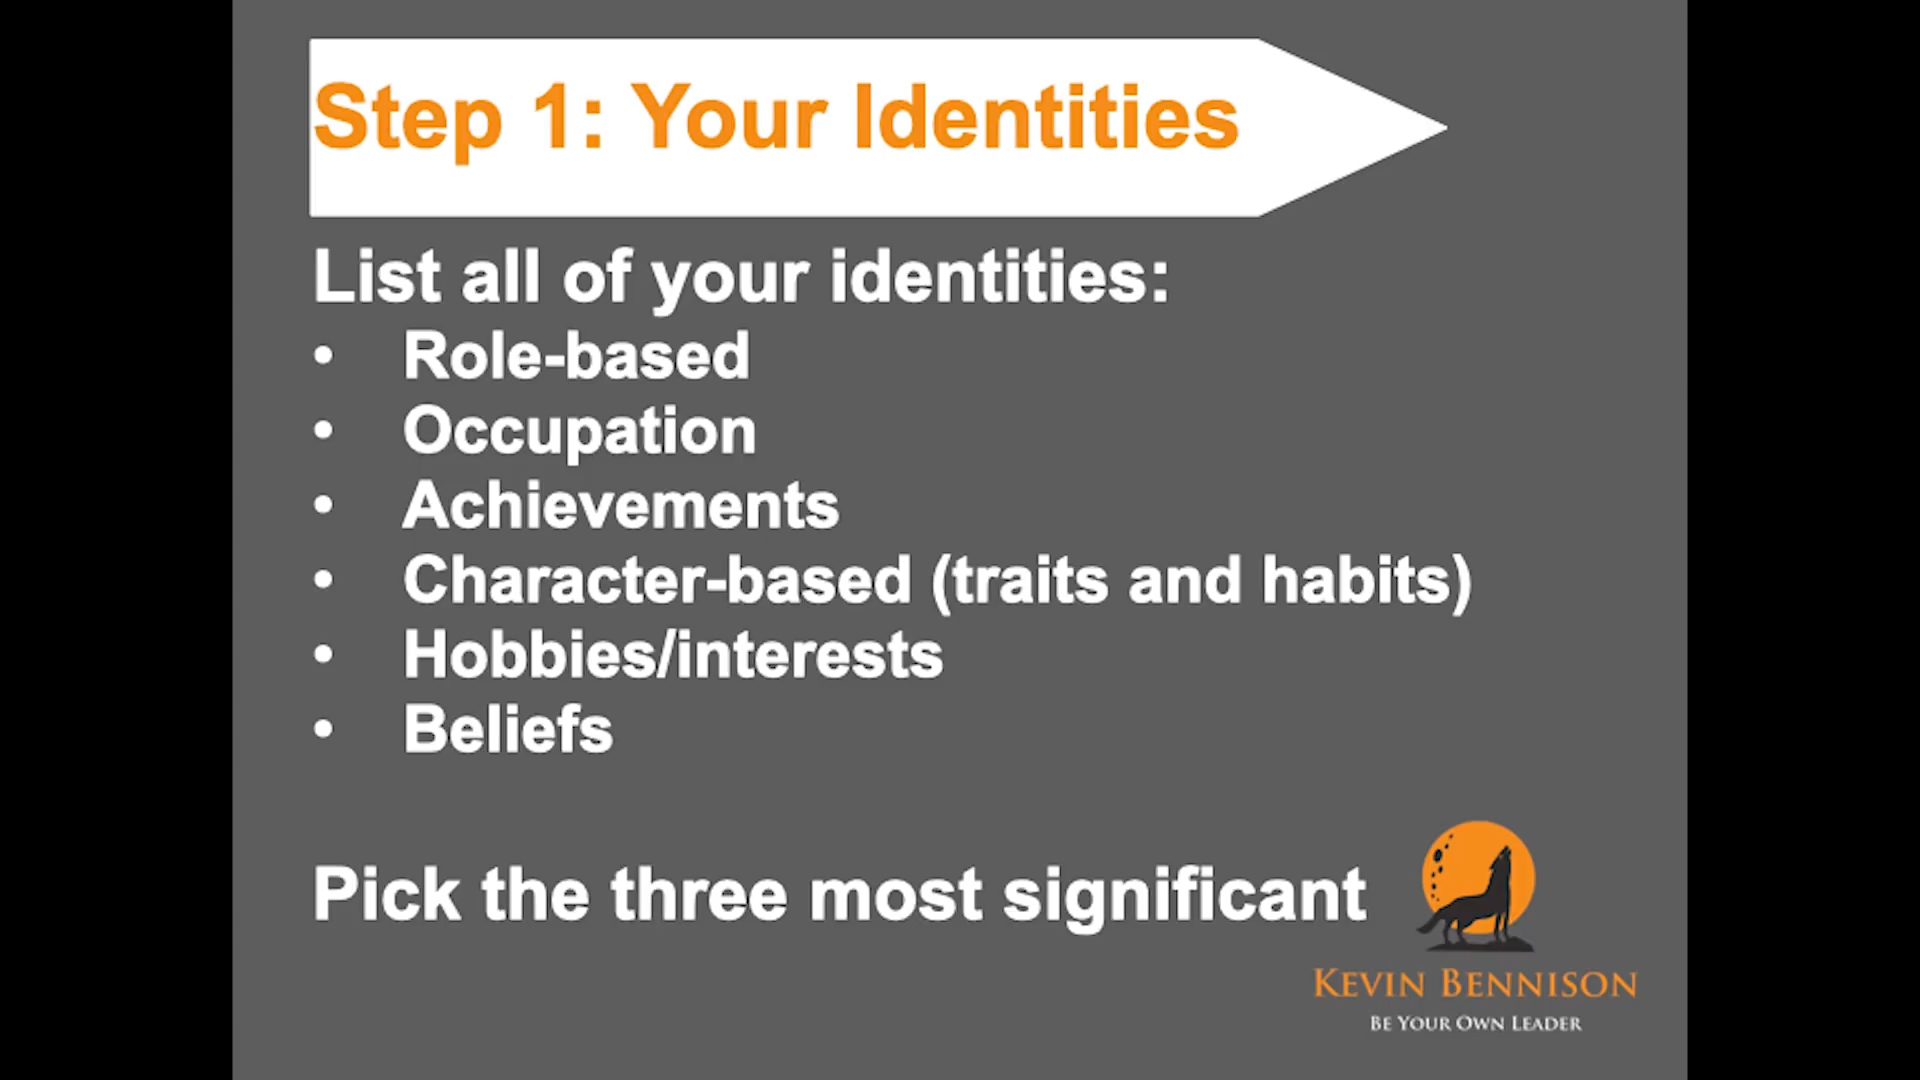 Step 1: Your Identities
List all of your identities:
• Role-based
• Occupation
• Achievements
• Character-based (traits and habits)
• Hobbies/interests
• Beliefs
Pick the three most significant
KEVIN BENNISON
BE YOUR OWN LEADER